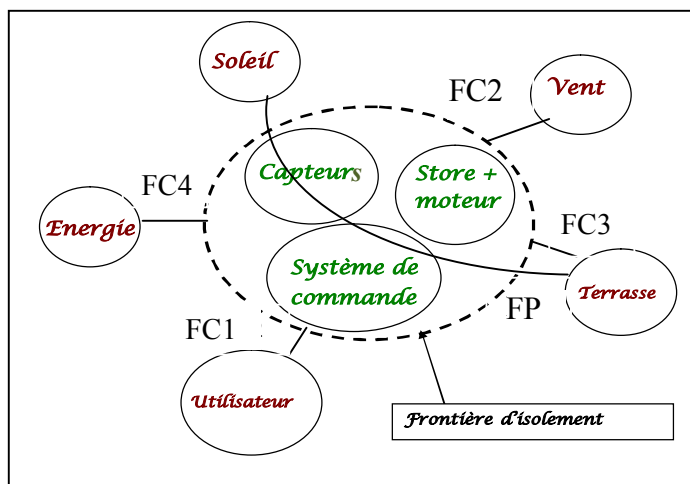 Soleil
Vent
FC2
Capteurs
Store +
moteur
FC4
Energie
FC3
Système de
commande
Terrasse
FP
FC1
Utilisateur
Frontière d'isolement